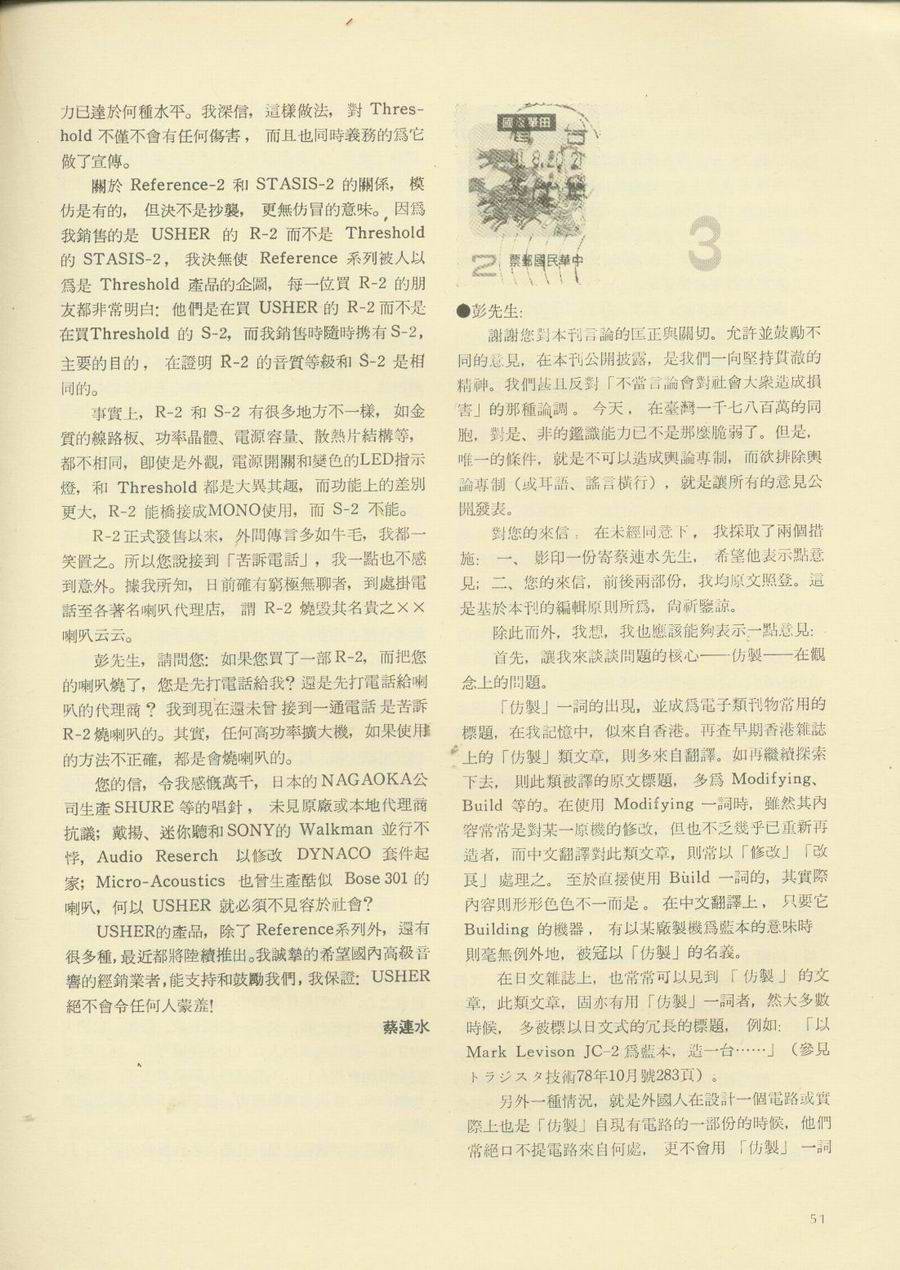 力已達於何種水平。我深信，這樣做法，對 Thres-
hold 不僅不會有任何傷害，而且也同時義務的爲它
做了宣傳。
關於 Reference-2 和 STASIS-2 的關係，模
仿是有的，但決不是抄襲，更無仿冒的意味。因爲
我銷售的是 USHER 的 R-2 而不是 Threshold
的 STASIS-2，我決無使 Reference 系列被人以
爲是 Threshold 產品的企圖，每一位買 R-2 的朋
友都非常明白：他們是在買 USHER 的 R-2 而不是
在買Threshold 的 S-2，而我銷售時隨時携有 S-2，
主要的目的，在證明 R-2 的音質等級和 S-2 是相
同的。
事實上，R-2 和 S-2 有很多地方不一樣，如金
質的線路板、功率晶體、電源容量、散熱片結構等，
都不相同，卽使是外觀，電源開關和變色的LED指示
燈，和 Threshold 都是大異其趣，而功能上的差別
更大，R-2 能橋接成MONO使用，而 S-2 不能。
R-2 正式發售以來，外間傳言多如牛毛，我都一
笑置之。所以您說接到「苦訴電話」，我一點也不感
到意外。據我所知，日前確有窮極無聊者，到處掛電
話至各著名喇叭代理店，謂 R-2 燒毀其名貴之××
喇叭云云。
彭先生，請問您：如果您買了一部 R-2，而把您
的喇叭燒了，您是先打電話給我？還是先打電話給喇
叭的代理商？我到現在還未曾接到一通電話是苦訴
R-2 燒喇叭的。其實，任何高功率擴大機，如果使用
的方法不正確，都是會燒喇叭的。
您的信，令我感慨萬千，日本的 NAGAOKA公
司生產 SHURE 等的唱針，未見原廠或本地代理商
抗議；戴揚、迷你聽和 SONY的 Walkman 並行不
悖，Audio Reserch 以修改 DYNACO 套件起
家；Micro-Acoustics 也曾生產酷似 Bose 301 的
喇叭，何以 USHER 就必須不見容於社會？
USHER的產品，除了 Reference系列外，還有
很多種，最近都將陸續推出。我誠摯的希望國內高級音
響的經銷業者，能支持和鼓勵我們，我保證：USHER
絕不會令任何人蒙羞！
蔡連水
2
中華民國郵票
3
●彭先生：
謝謝您對本刊言論的匡正與關切。允許並鼓勵不
同的意見，在本刊公開披露，是我們一向堅持貫澈的
精神。我們甚且反對「不當言論會對社會大衆造成損
害」的那種論調。今天，在臺灣一千七八百萬的同
胞，對是、非的鑑識能力已不是那麼脆弱了。但是，
唯一的條件，就是不可以造成輿論專制，而欲排除輿
論專制（或耳語、謠言橫行），就是讓所有的意見公
開發表。
對您的來信，在未經同意下，我採取了兩個措
施：一、影印一份寄蔡連水先生，希望他表示點意
見；二、您的來信，前後兩部份，我均原文照登。這
是基於本刊的編輯原則所爲，尙祈鑒諒。
除此而外，我想，我也應該能夠表示一點意見：
首先，讓我來談談問題的核心──仿製──在觀
念上的問題。
「仿製」一詞的出現，並成爲電子類刊物常用的
標題，在我記憶中，似來自香港。再查早期香港雜誌
上的「仿製」類文章，則多來自翻譯。如再繼續探索
下去，則此類被譯的原文標題，多爲 Modifying、
Build 等的。在使用 Modifying 一詞時，雖然其內
容常常是對某一原機的修改，但也不乏幾乎已重新再
造者，而中文翻譯對此類文章，則常以「修改」「改
良」處理之。至於直接使用 Build 一詞的，其實際
內容則形形色色不一而是。在中文翻譯上，只要它
Building 的機器，有以某廠製機爲藍本的意味時
則毫無例外地，被冠以「仿製」的名義。
在日文雜誌上，也常常可以見到「仿製」的文
章，此類文章，固亦有用「仿製」一詞者，然大多數
時候，多被標以日文式的冗長的標題，例如：「以
Mark Levison JC-2 爲藍本，造一台……」（參見
トラジスタ技術78年10月號283頁）。
另外一種情況，就是外國人在設計一個電路或實
際上也是「仿製」自現有電路的一部份的時候，他們
常絕口不提電路來自何處，更不會用「仿製」一詞
51